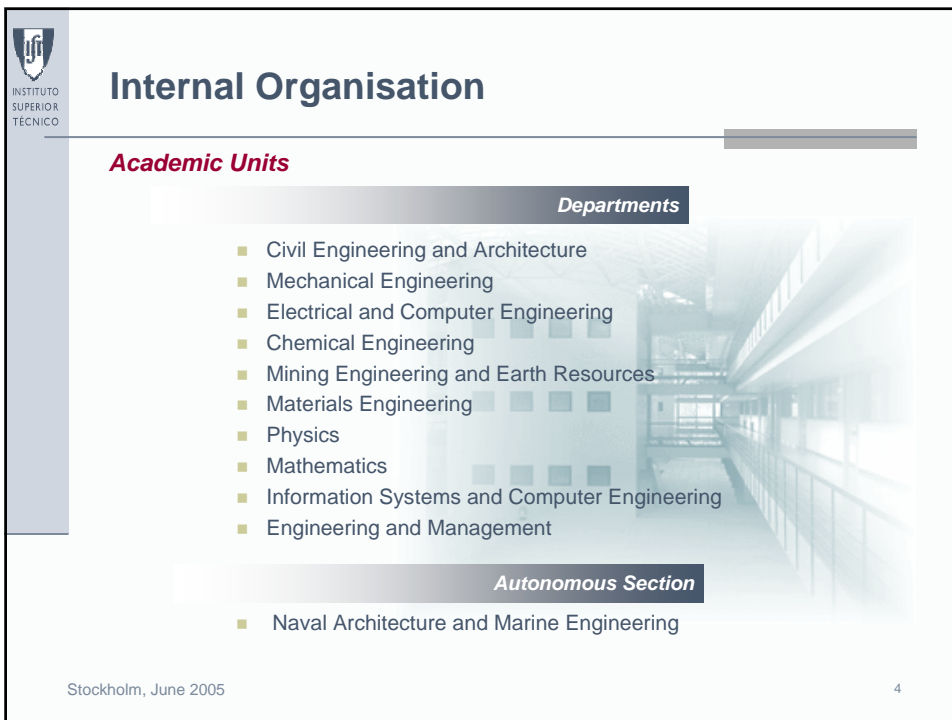 INSTITUTO
SUPERIOR
TÉCNICO
Internal Organisation
Academic Units
Departments
Civil Engineering and Architecture
Mechanical Engineering
Electrical and Computer Engineering
Chemical Engineering
Mining Engineering and Earth Resources
Materials Engineering
Physics
Mathematics
Information Systems and Computer Engineering
Engineering and Management
Autonomous Section
Naval Architecture and Marine Engineering
Stockholm, June 2005
4